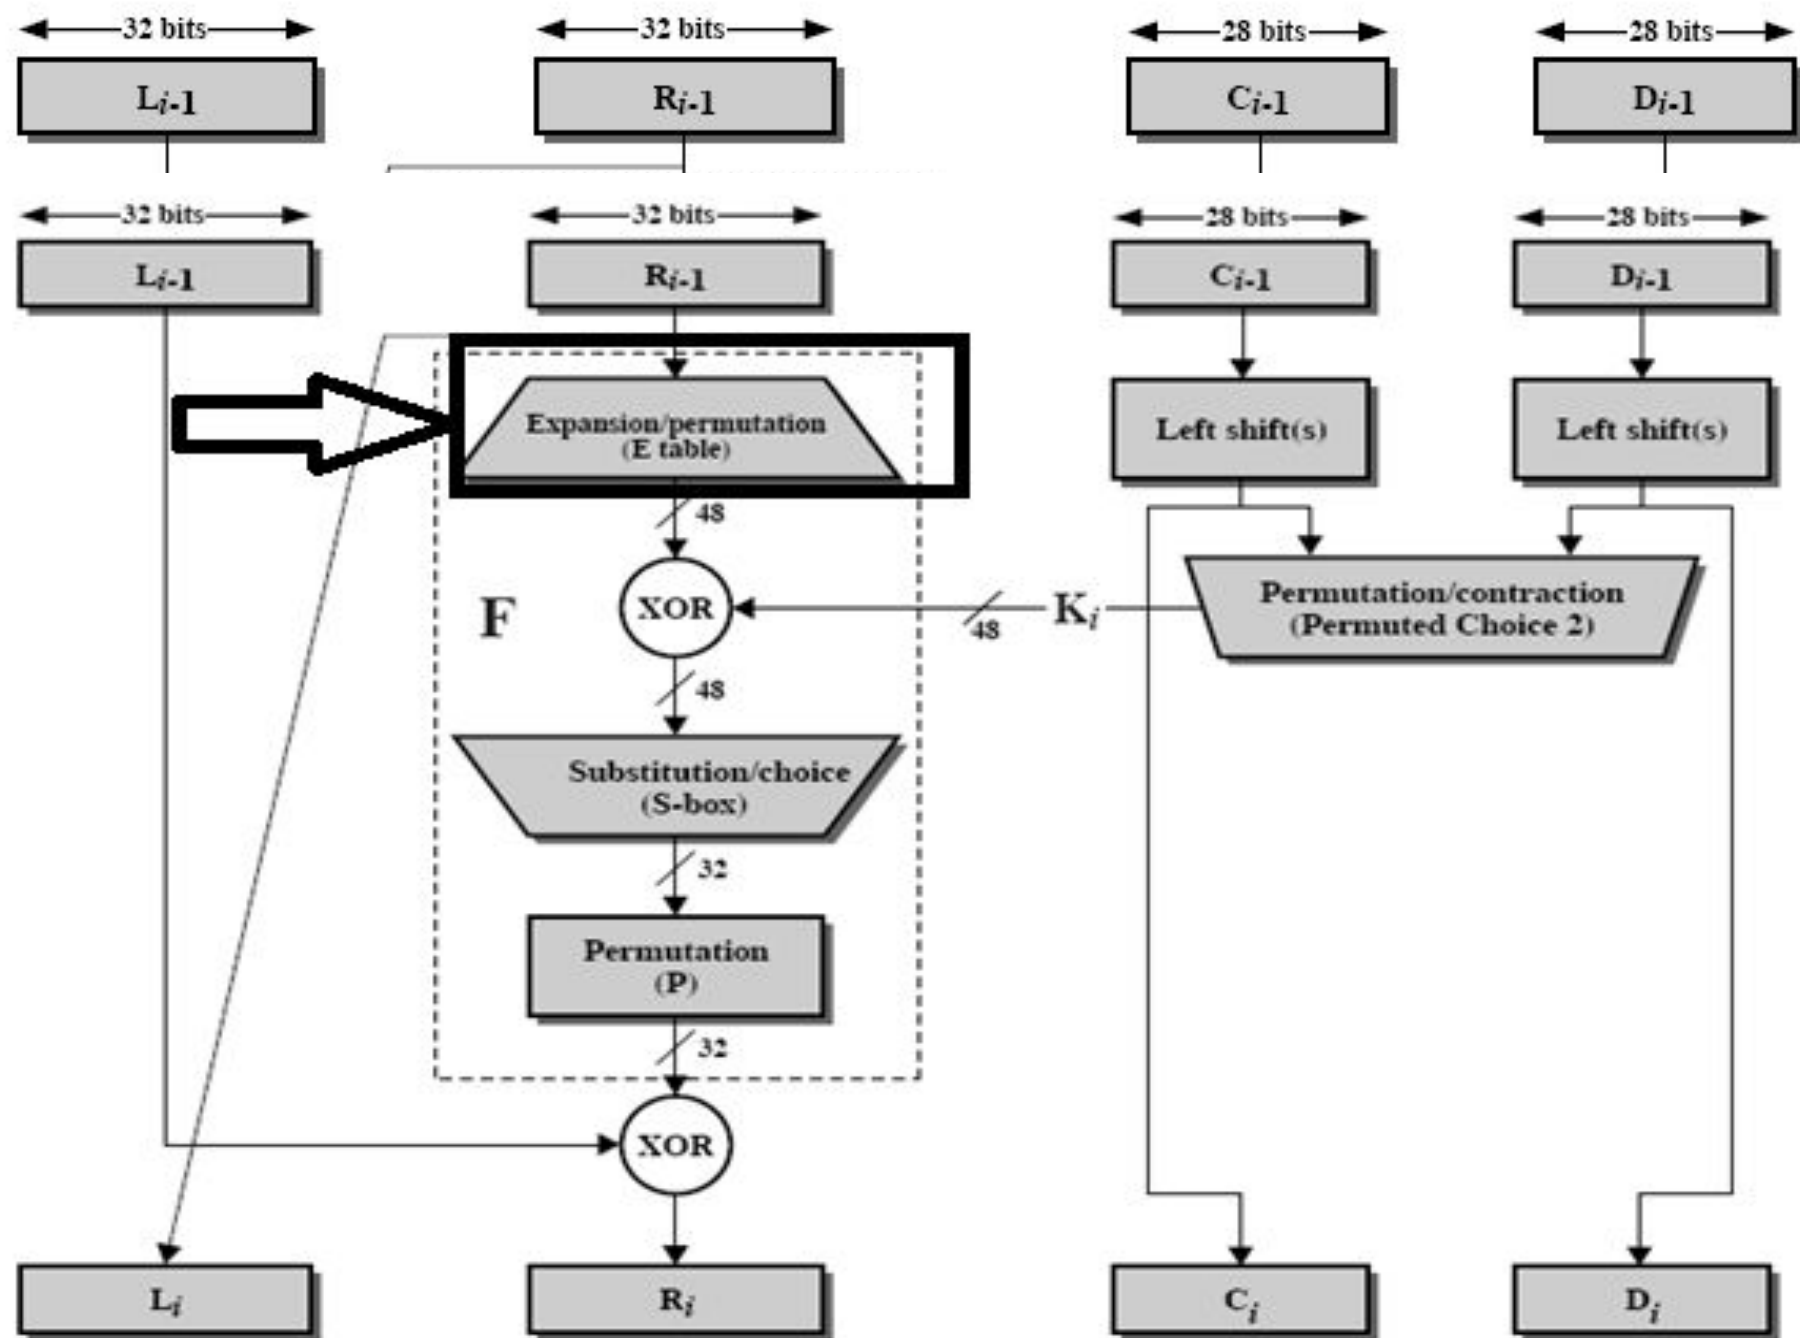 32 bits 32 bits 28 bits 28 bits
Li-1 Ri-1 Ci-1 Di-1
32 bits 32 bits 28 bits 28 bits
Li-1 Ri-1 Ci-1 Di-1
Expansion/permutation
(E table)
Left shift(s) Left shift(s)
48
F XOR 48 Ki
Permutation/contraction
(Permuted Choice 2)
48
Substitution/choice
(S-box)
32
Permutation
(P)
32
XOR
Li Ri Ci Di